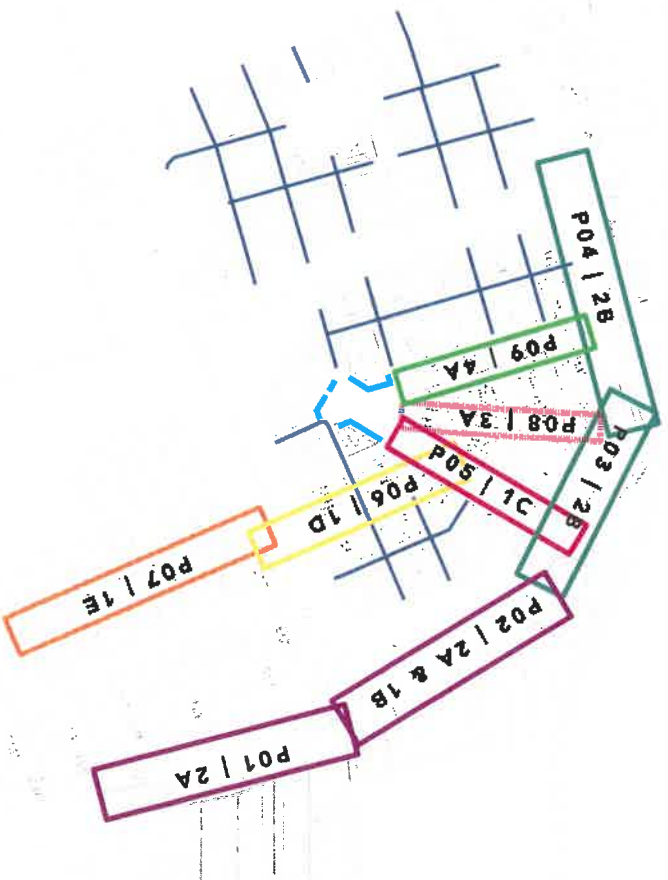 P04 | 2B
P09 | 4A
P08 | 3A
P03 | 2B
P05 | 1C
P06 | 1D
P07 | 1E
P02 | 2A & 1B
P01 | 2A